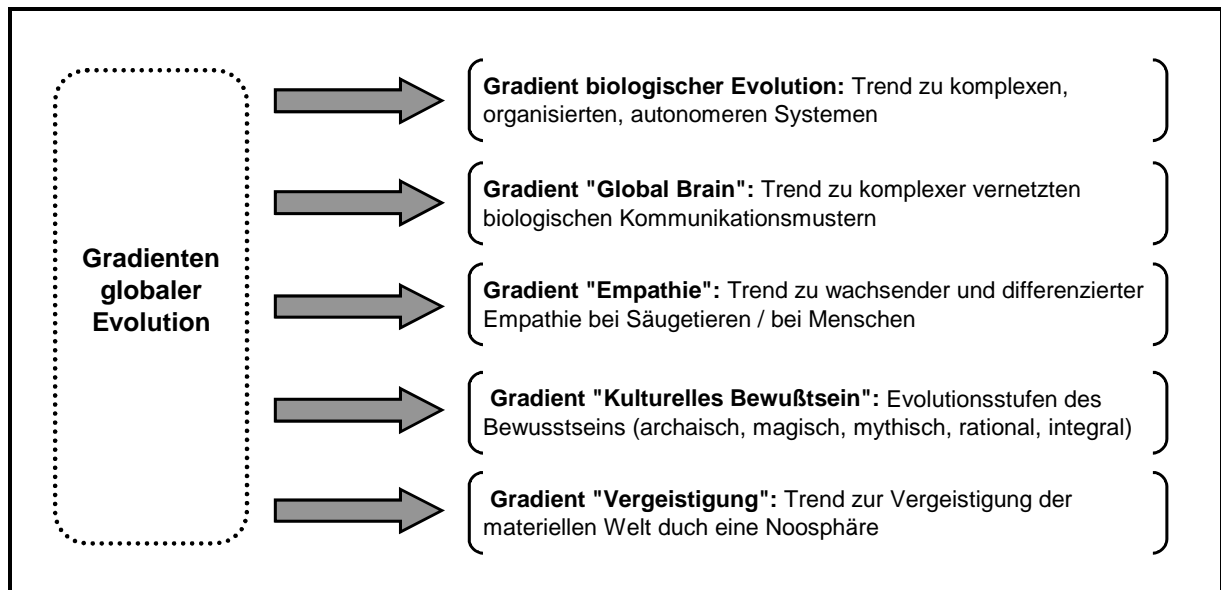 Gradienten
globaler
Evolution
Gradient biologischer Evolution: Trend zu komplexen,
organisierten, autonomeren Systemen
Gradient "Global Brain": Trend zu komplexer vernetzten
biologischen Kommunikationsmustern
Gradient "Empathie": Trend zu wachsender und differenzierter
Empathie bei Säugetieren / bei Menschen
Gradient "Kulturelles Bewußtsein": Evolutionsstufen des
Bewusstseins (archaisch, magisch, mythisch, rational, integral)
Gradient "Vergeistigung": Trend zur Vergeistigung der
materiellen Welt duch eine Noosphäre